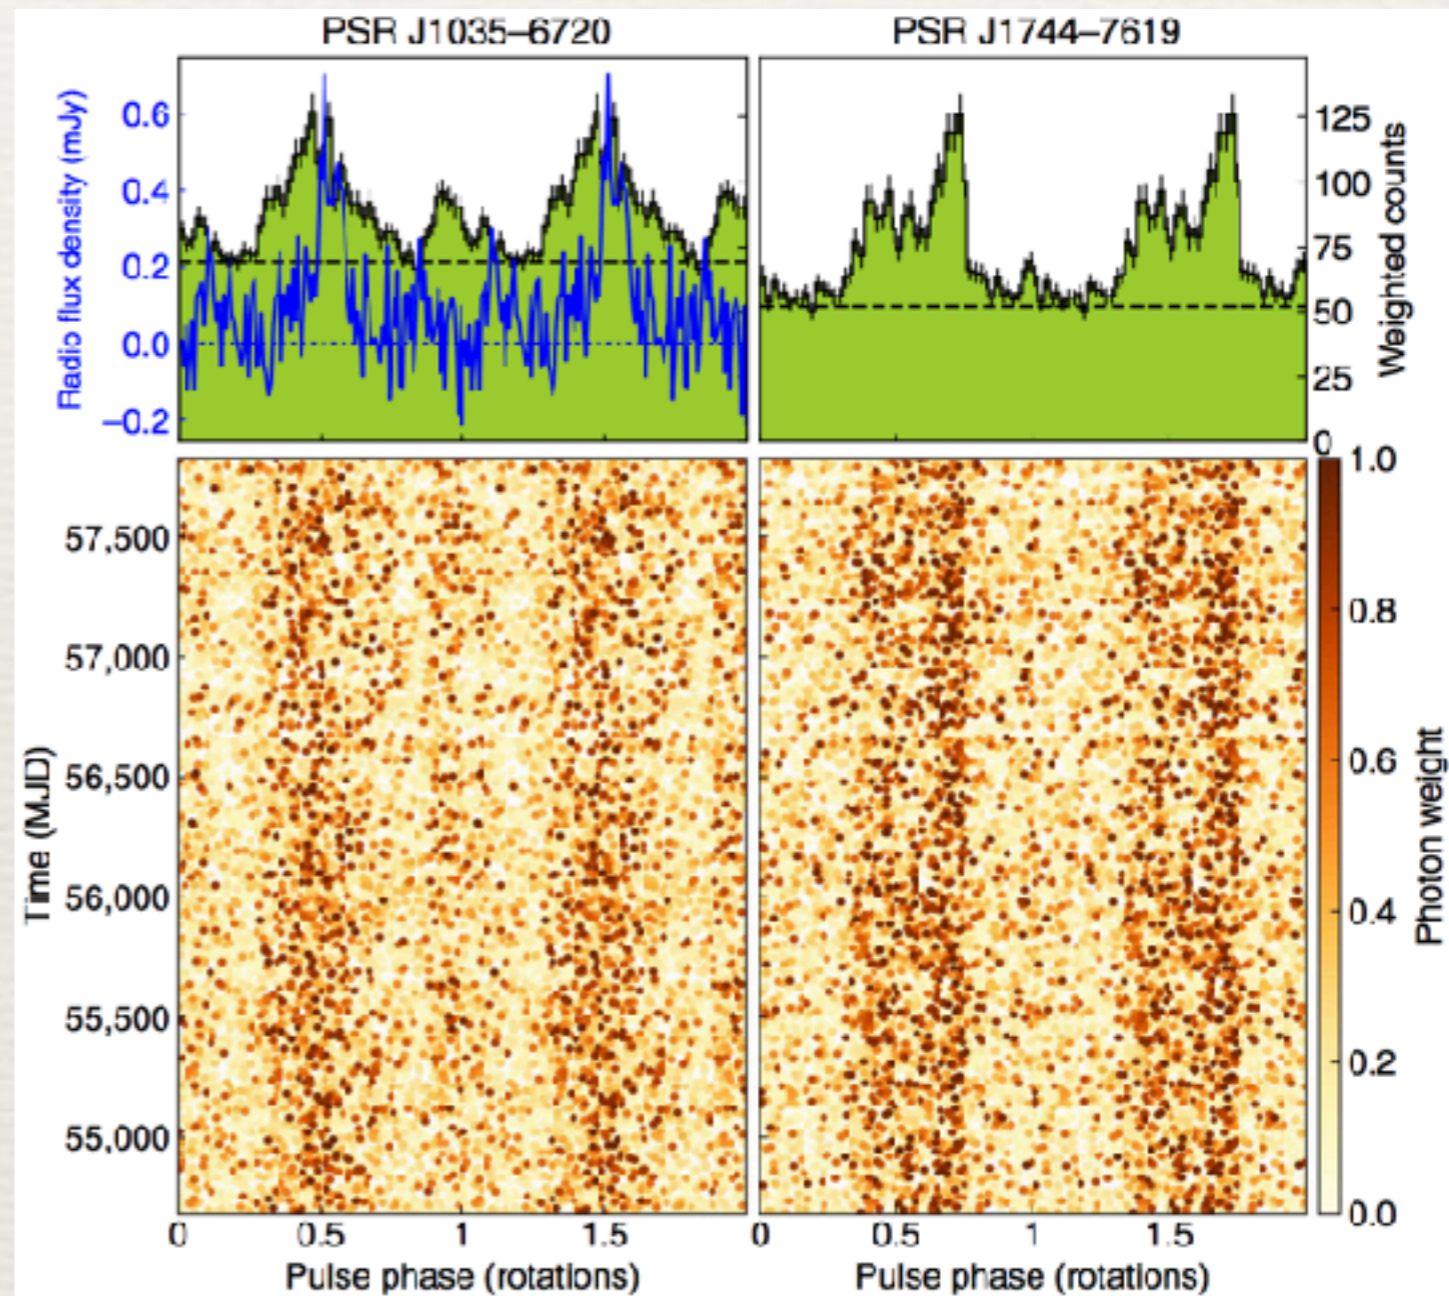 PSR J1035–6720
PSR J1744–7619
Radio flux density (mJy)
0.6
0.4
0.2
0.0
−0.2
125
100
75
50
25
0
Weighted counts
Time (MJD)
57,500
57,000
56,500
56,000
55,500
55,000
1.0
0.8
0.6
0.4
0.2
0.0
Photon weight
0 0.5 1 1.5
0 0.5 1 1.5
Pulse phase (rotations)
Pulse phase (rotations)